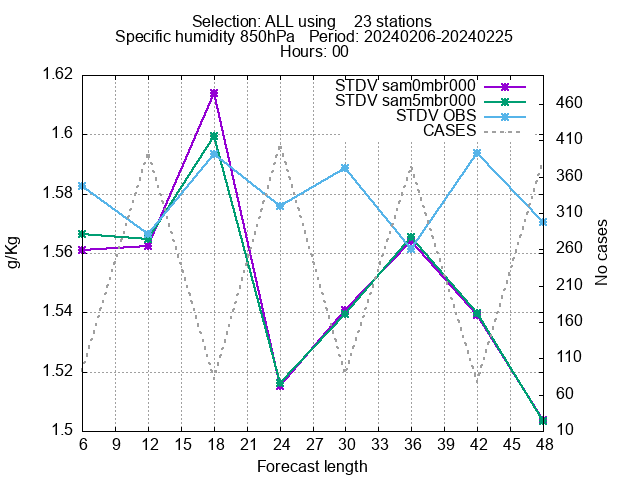 Selection: ALL using    23 stations
Specific humidity 850hPa   Period: 20240206-20240225
Hours: 00
1.62
STDV sam0mbr000
460
STDV sam5mbr000
STDV OBS
1.6
CASES
410
360
1.58
310
g/Kg
1.56
260
No cases
210
1.54
160
1.52
110
60
1.5
10
6 9 12 15 18 21 24 27 30 33 36 39 42 45 48
Forecast length